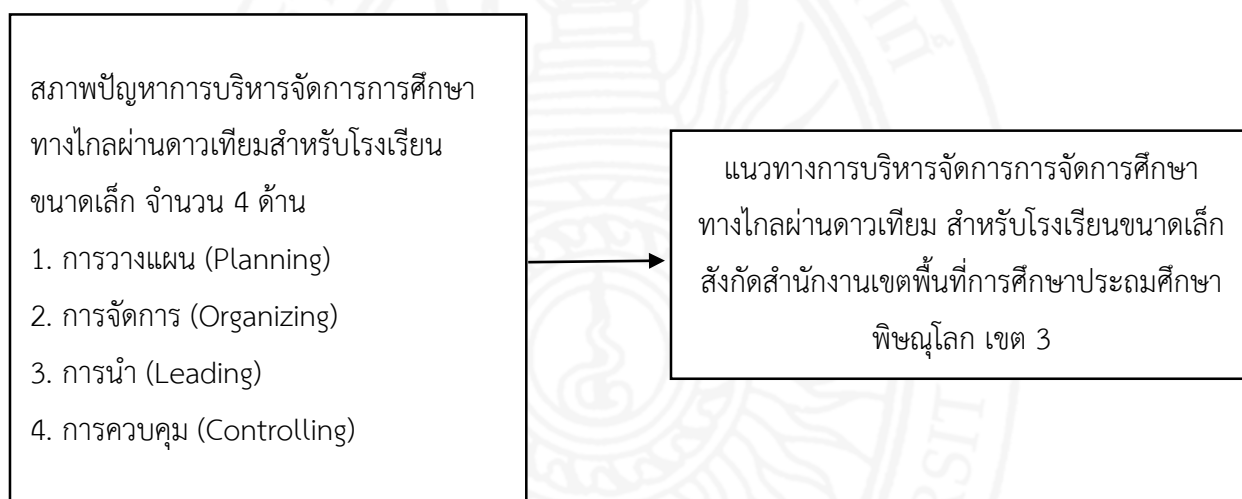 สภาพปัญหาการบริหารจัดการการศึกษา
ทางไกลผ่านดาวเทียมสำหรับโรงเรียน
ขนาดเล็ก จำนวน 4 ด้าน
1. การวางแผน (Planning)
2. การจัดการ (Organizing)
3. การนำ (Leading)
4. การควบคุม (Controlling)
แนวทางการบริหารจัดการการจัดการศึกษา
ทางไกลผ่านดาวเทียม สำหรับโรงเรียนขนาดเล็ก
สังกัดสำนักงานเขตพื้นที่การศึกษาประถมศึกษา
พิษณุโลก เขต 3